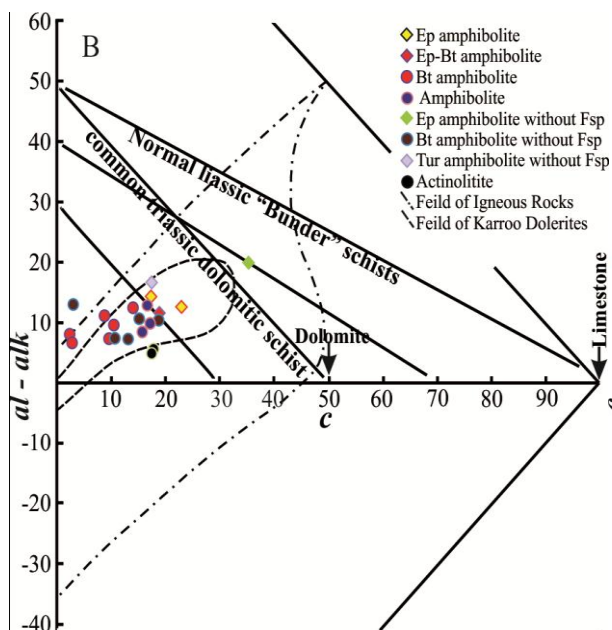 B
60
50
40
30
20
10
0
-10
-20
-30
-40
al - alk
10
20
30
40
50
60
70
80
90
c
Ep amphibolite
Ep-Bt amphibolite
Bt amphibolite
Amphibolite
Ep amphibolite without Fsp
Bt amphibolite without Fsp
Tur amphibolite without Fsp
Actinolitite
Feild of Igneous Rocks
Feild of Karroo Dolerites
Normal liassic “Bunder” schists
common triassic dolomitic schist
Dolomite
Limestone